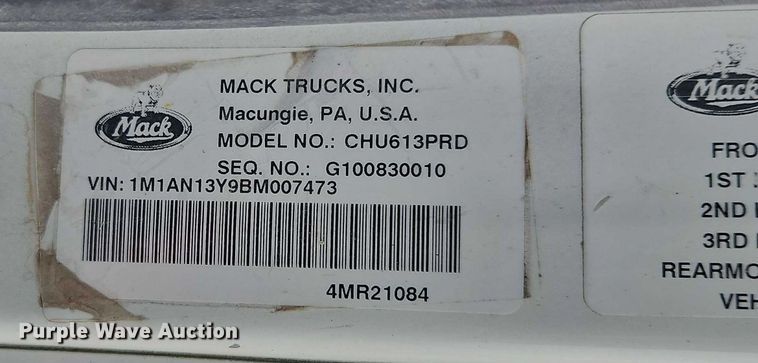 MACK TRUCKS, INC.
Macungie, PA, U.S.A.
MODEL NO.: CHU613PRD
SEQ. NO.: G100830010
Mack
VIN: 1M1AN13Y9BM007473
4MR21084
Mack
FRO
1ST
2ND
3RD
REARMO
VEH
Purple Wave Auction